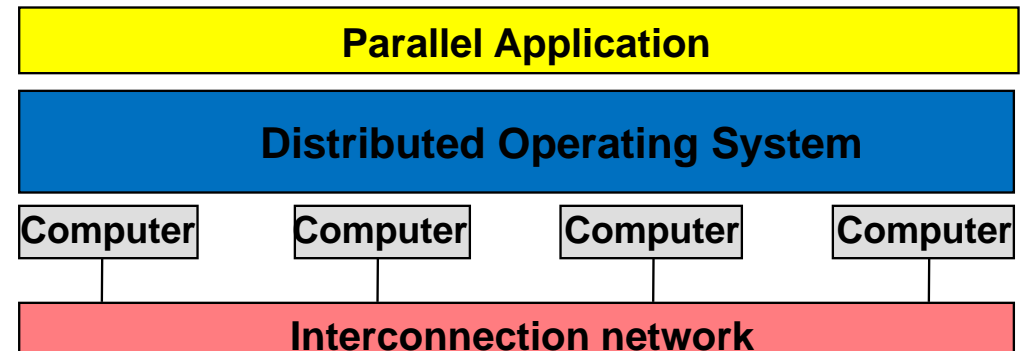 Parallel Application
Distributed Operating System
Computer Computer Computer Computer
Interconnection network